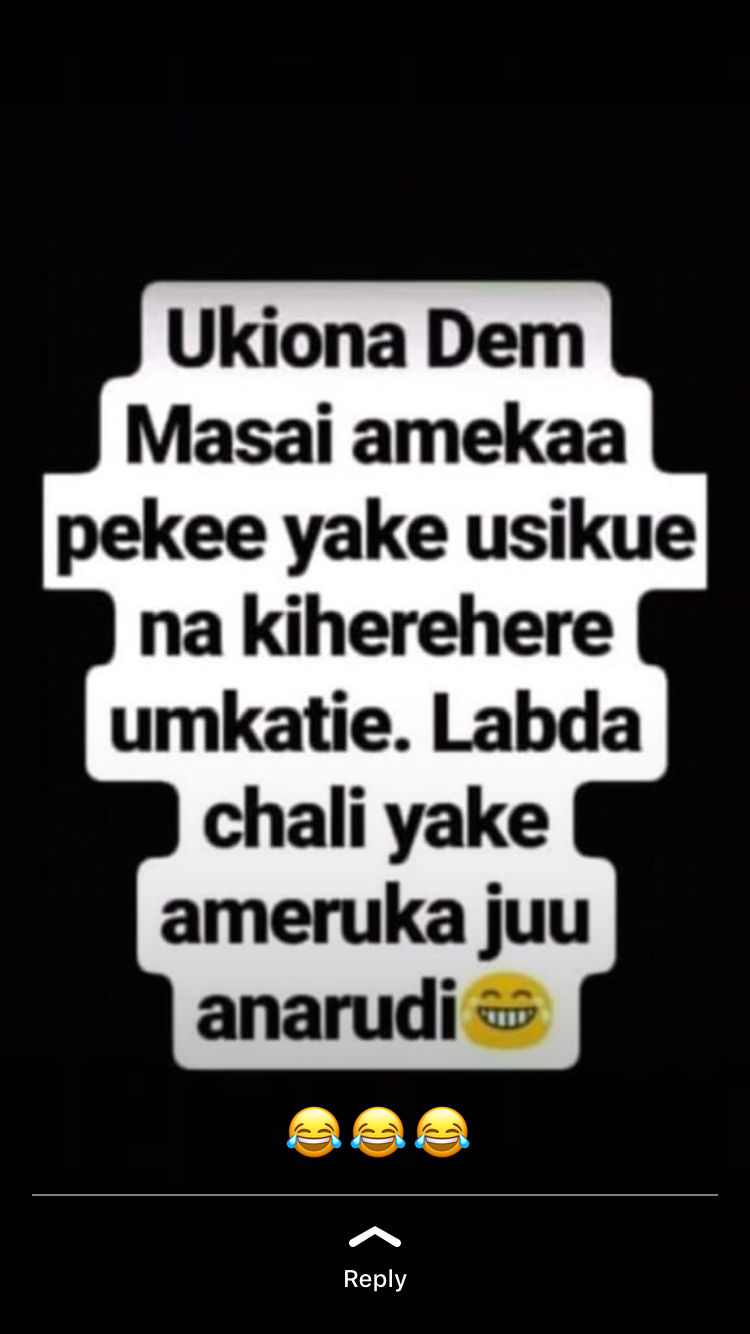 Ukiona Dem
Masai amekaa
pekee yake usikue
na kiherehere
umkatie. Labda
chali yake
ameruka juu
anarudi😂
😂😂😂
Reply